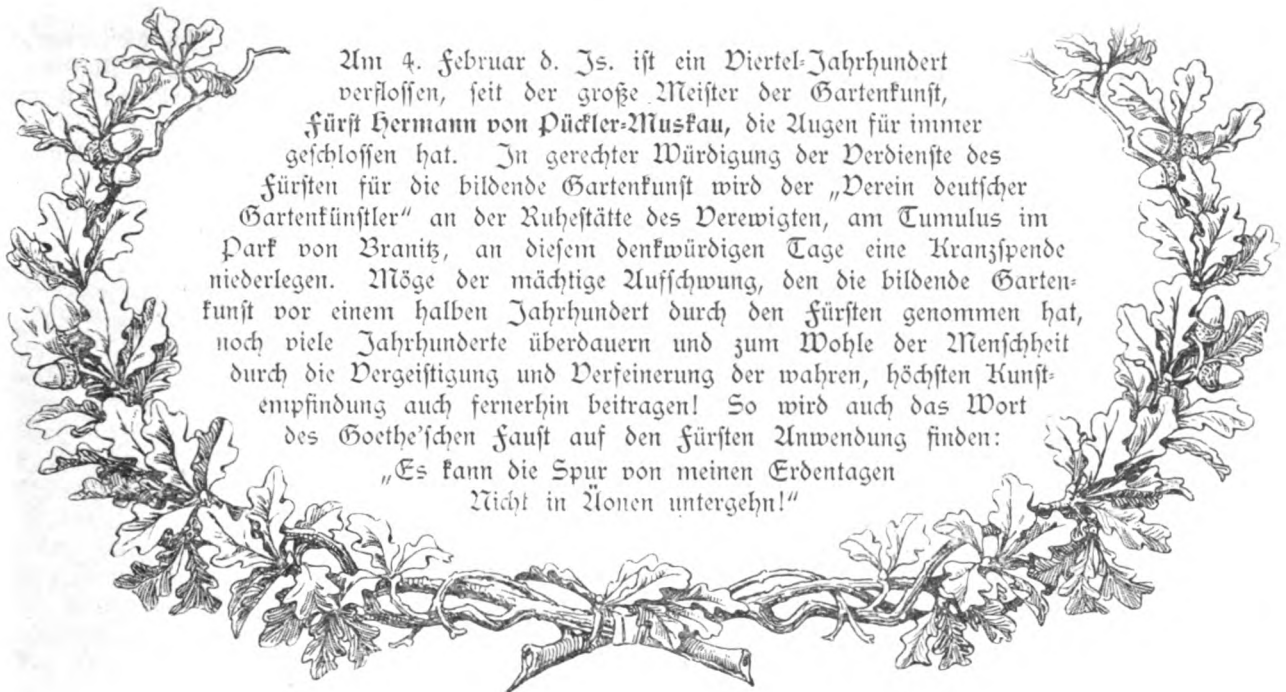 Am 4. Februar d. Js. ist ein Viertel-Jahrhundert
verflossen, seit der große Meister der Gartenkunst,
Fürst Hermann von Pückler-Muskau, die Augen für immer
geschlossen hat. In gerechter Würdigung der Verdienste des
Fürsten für die bildende Gartenkunst wird der „Verein deutscher
Gartenkünstler“ an der Ruhestätte des Verewigten, am Tumulus im
Park von Branitz, an diesem denkwürdigen Tage eine Kranzspende
niederlegen. Möge der mächtige Aufschwung, den die bildende Garten-
kunst vor einem halben Jahrhundert durch den Fürsten genommen hat,
noch viele Jahrhunderte überdauern und zum Wohle der Menschheit
durch die Vergeistigung und Verfeinerung der wahren, höchsten Kunst-
empfindung auch fernerhin beitragen! So wird auch das Wort
des Goethe'schen Faust auf den Fürsten Anwendung finden:
„Es kann die Spur von meinen Erdentagen
Nicht in Äonen untergehn!“